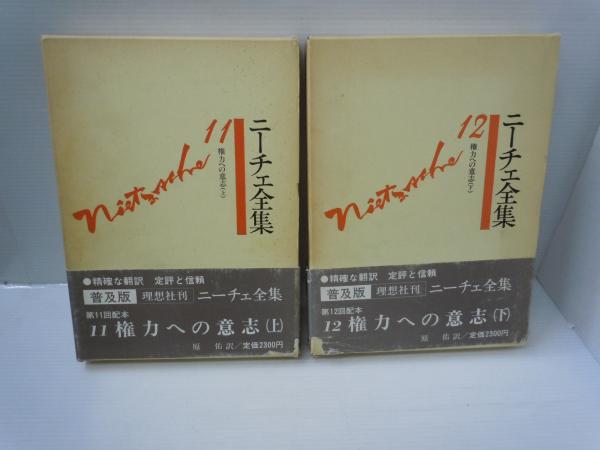 ニーチェ全集
11
権力への意志(上)
Nietzsche
●精確な翻訳 定評と信頼
普及版 理想社刊 ニーチェ全集
第11回配本
11 権力への意志(上)
原 佑訳/定価2300円
ニーチェ全集
12
権力への意志(下)
Nietzsche
●精確な翻訳 定評と信頼
普及版 理想社刊 ニーチェ全集
第12回配本
12 権力への意志(下)
原 佑訳/定価2300円